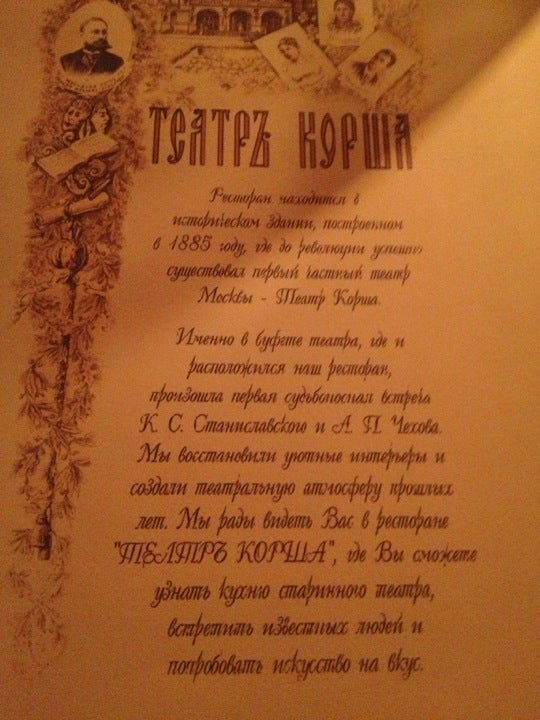 ТЕАТРЪ КОРША
Ресторан находится в
историческом здании, построенном
в 1885 году, где до революции успешно
существовал первый частный театр
Москвы - Театр Корша.
Именно в буфете театра, где и
расположился наш ресторан,
произошла первая судьбоносная встреча
К. С. Станиславского и А. П. Чехова.
Мы восстановили уютные интерьеры и
создали театральную атмосферу прошлых
лет. Мы рады видеть Вас в ресторане
"ТЕАТРЪ КОРША", где Вы сможете
узнать кухню старинного театра,
встретить известных людей и
попробовать искусство на вкус.